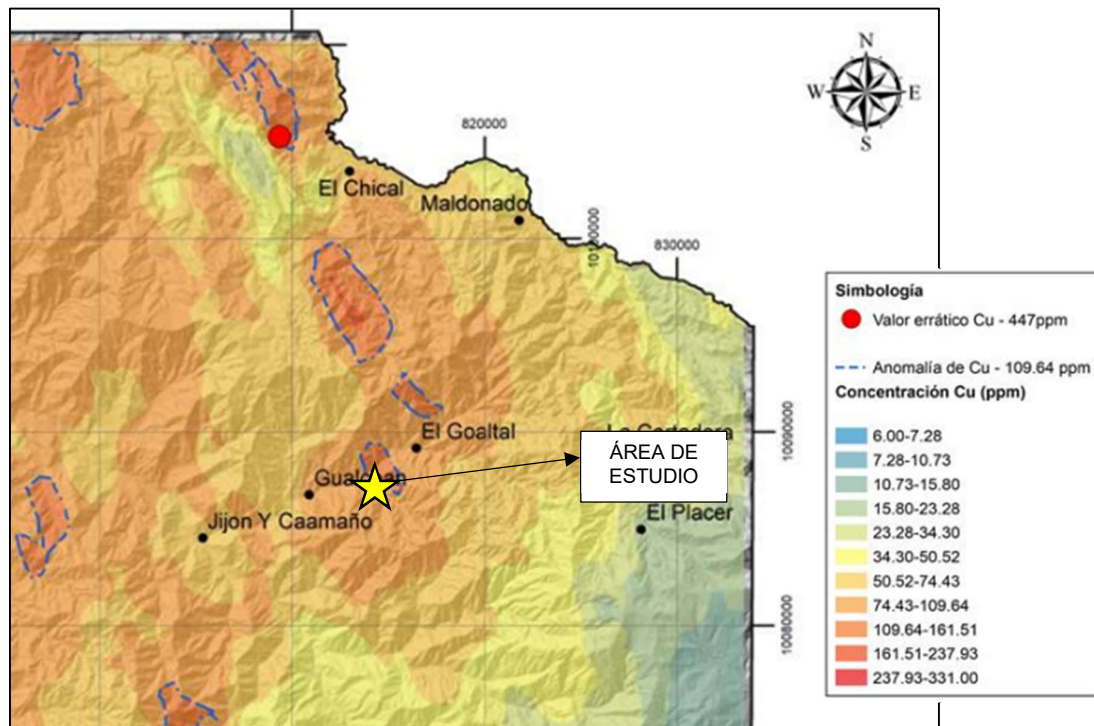 N
W
E
S
820000
El Chical
Maldonado
830000
Simbología
Valor errático Cu - 447ppm
Anomalía de Cu - 109.64 ppm
Concentración Cu (ppm)
6.00-7.28
7.28-10.73
10.73-15.80
15.80-23.28
23.28-34.30
34.30-50.52
50.52-74.43
74.43-109.64
109.64-161.51
161.51-237.93
237.93-331.00
El Goaltal
10090000
ÁREA DE
ESTUDIO
Jijon Y Caamaño
El Placer
10080000